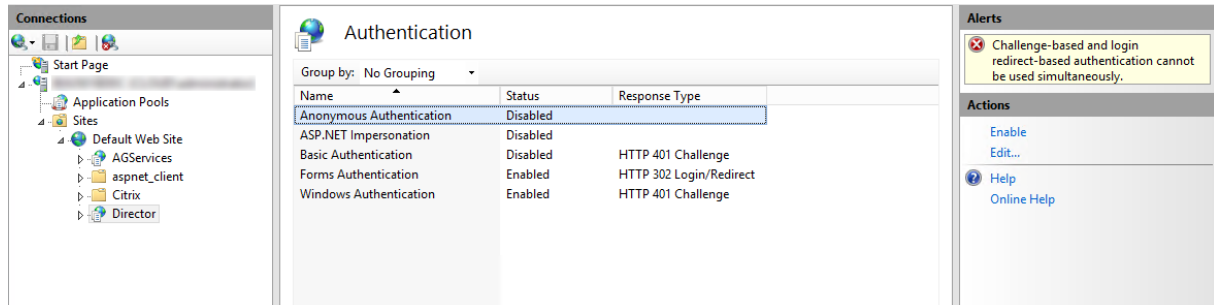 Connections
Start Page
Application Pools
Sites
Default Web Site
AGServices
aspnet_client
Citrix
Director
Authentication
Group by: No Grouping
Name Status Response Type
Anonymous Authentication Disabled
ASP.NET Impersonation Disabled
Basic Authentication Disabled HTTP 401 Challenge
Forms Authentication Enabled HTTP 302 Login/Redirect
Windows Authentication Enabled HTTP 401 Challenge
Alerts
Challenge-based and login
redirect-based authentication cannot
be used simultaneously.
Actions
Enable
Edit...
Help
Online Help